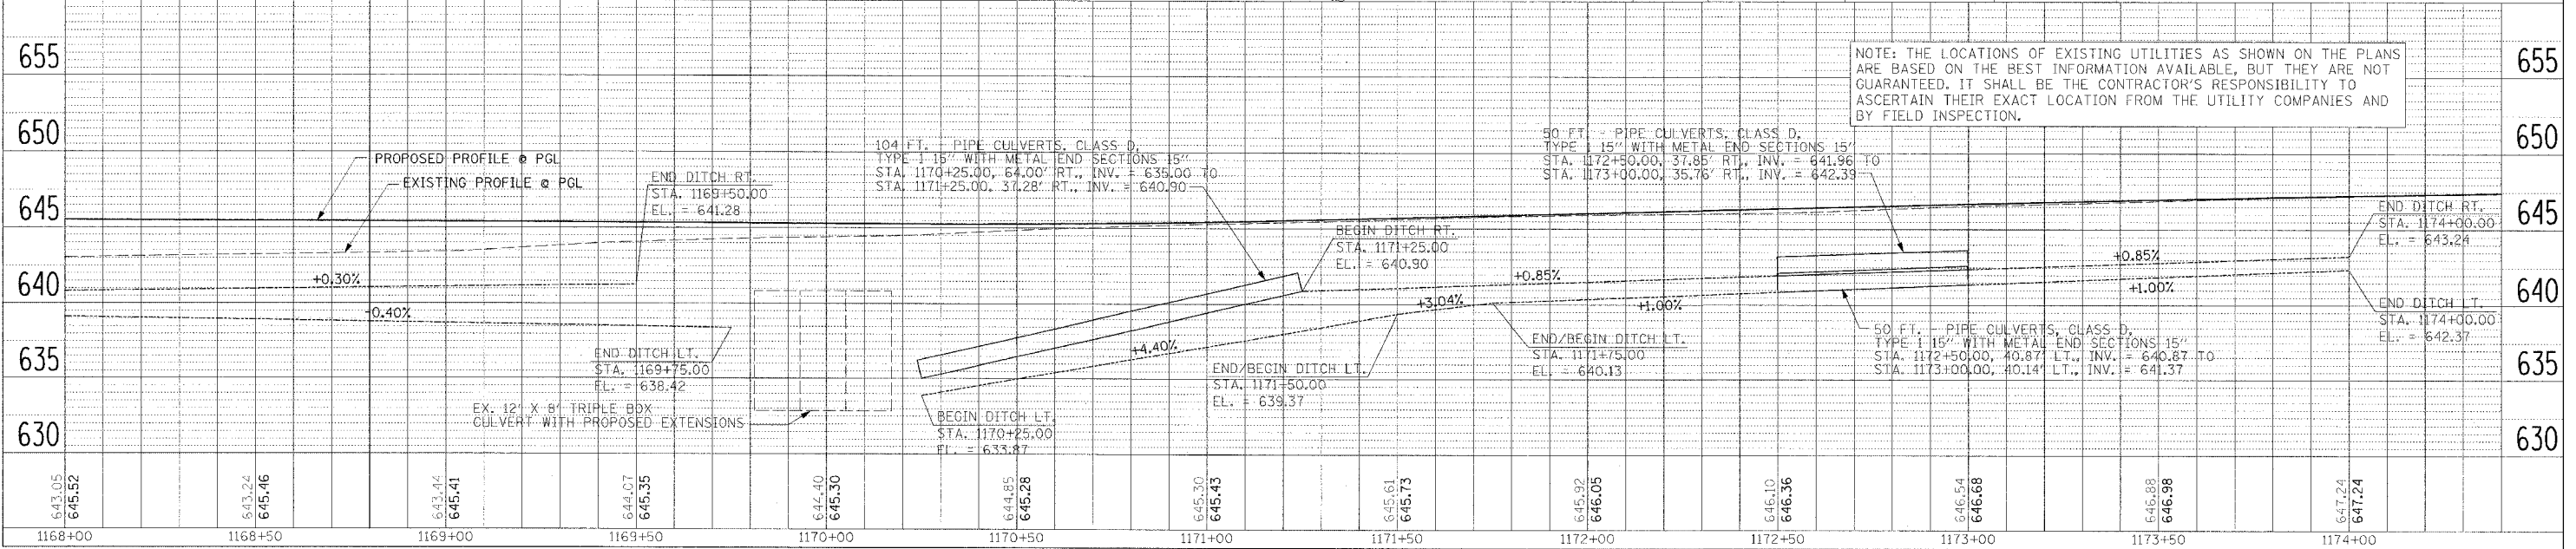 655
650
645
640
635
630
655
650
645
640
635
630
NOTE: THE LOCATIONS OF EXISTING UTILITIES AS SHOWN ON THE PLANS
ARE BASED ON THE BEST INFORMATION AVAILABLE, BUT THEY ARE NOT
GUARANTEED. IT SHALL BE THE CONTRACTOR'S RESPONSIBILITY TO
ASCERTAIN THEIR EXACT LOCATION FROM THE UTILITY COMPANIES AND
BY FIELD INSPECTION.
PROPOSED PROFILE @ PGL
EXISTING PROFILE @ PGL
END DITCH RT.
STA. 1169+50.00
EL. = 641.28
104 FT. - PIPE CULVERTS, CLASS D,
TYPE 1 15" WITH METAL END SECTIONS 15"
STA. 1170+25.00, 64.00' RT., INV. = 635.00 TO
STA. 1171+25.00, 37.28' RT., INV. = 640.90
50 FT. - PIPE CULVERTS, CLASS D,
TYPE 1 15" WITH METAL END SECTIONS 15"
STA. 1172+50.00, 37.85' RT., INV. = 641.96 TO
STA. 1173+00.00, 35.76' RT., INV. = 642.39
END DITCH RT.
STA. 1174+00.00
EL. = 643.24
BEGIN DITCH RT.
STA. 1171+25.00
EL. = 640.90
+0.30%
-0.40%
+4.40%
+3.04%
+0.85%
+1.00%
+0.85%
+1.00%
END DITCH LT.
STA. 1169+75.00
EL. = 638.42
EX. 12' X 8' TRIPLE BOX
CULVERT WITH PROPOSED EXTENSIONS
BEGIN DITCH LT.
STA. 1170+25.00
EL. = 633.87
END/BEGIN DITCH LT.
STA. 1171+50.00
EL. = 639.37
END/BEGIN DITCH LT.
STA. 1171+75.00
EL. = 640.13
50 FT. - PIPE CULVERTS, CLASS D,
TYPE 1 15" WITH METAL END SECTIONS 15"
STA. 1172+50.00, 40.87' LT., INV. = 640.87 TO
STA. 1173+00.00, 40.14' LT., INV. = 641.37
END DITCH LT.
STA. 1174+00.00
EL. = 642.37
643.05
645.52
643.24
645.46
643.44
645.41
644.07
645.35
644.40
645.30
644.85
645.28
645.30
645.43
645.61
645.73
645.92
646.05
646.10
646.36
646.54
646.68
646.88
646.98
647.24
647.24
1168+00
1168+50
1169+00
1169+50
1170+00
1170+50
1171+00
1171+50
1172+00
1172+50
1173+00
1173+50
1174+00